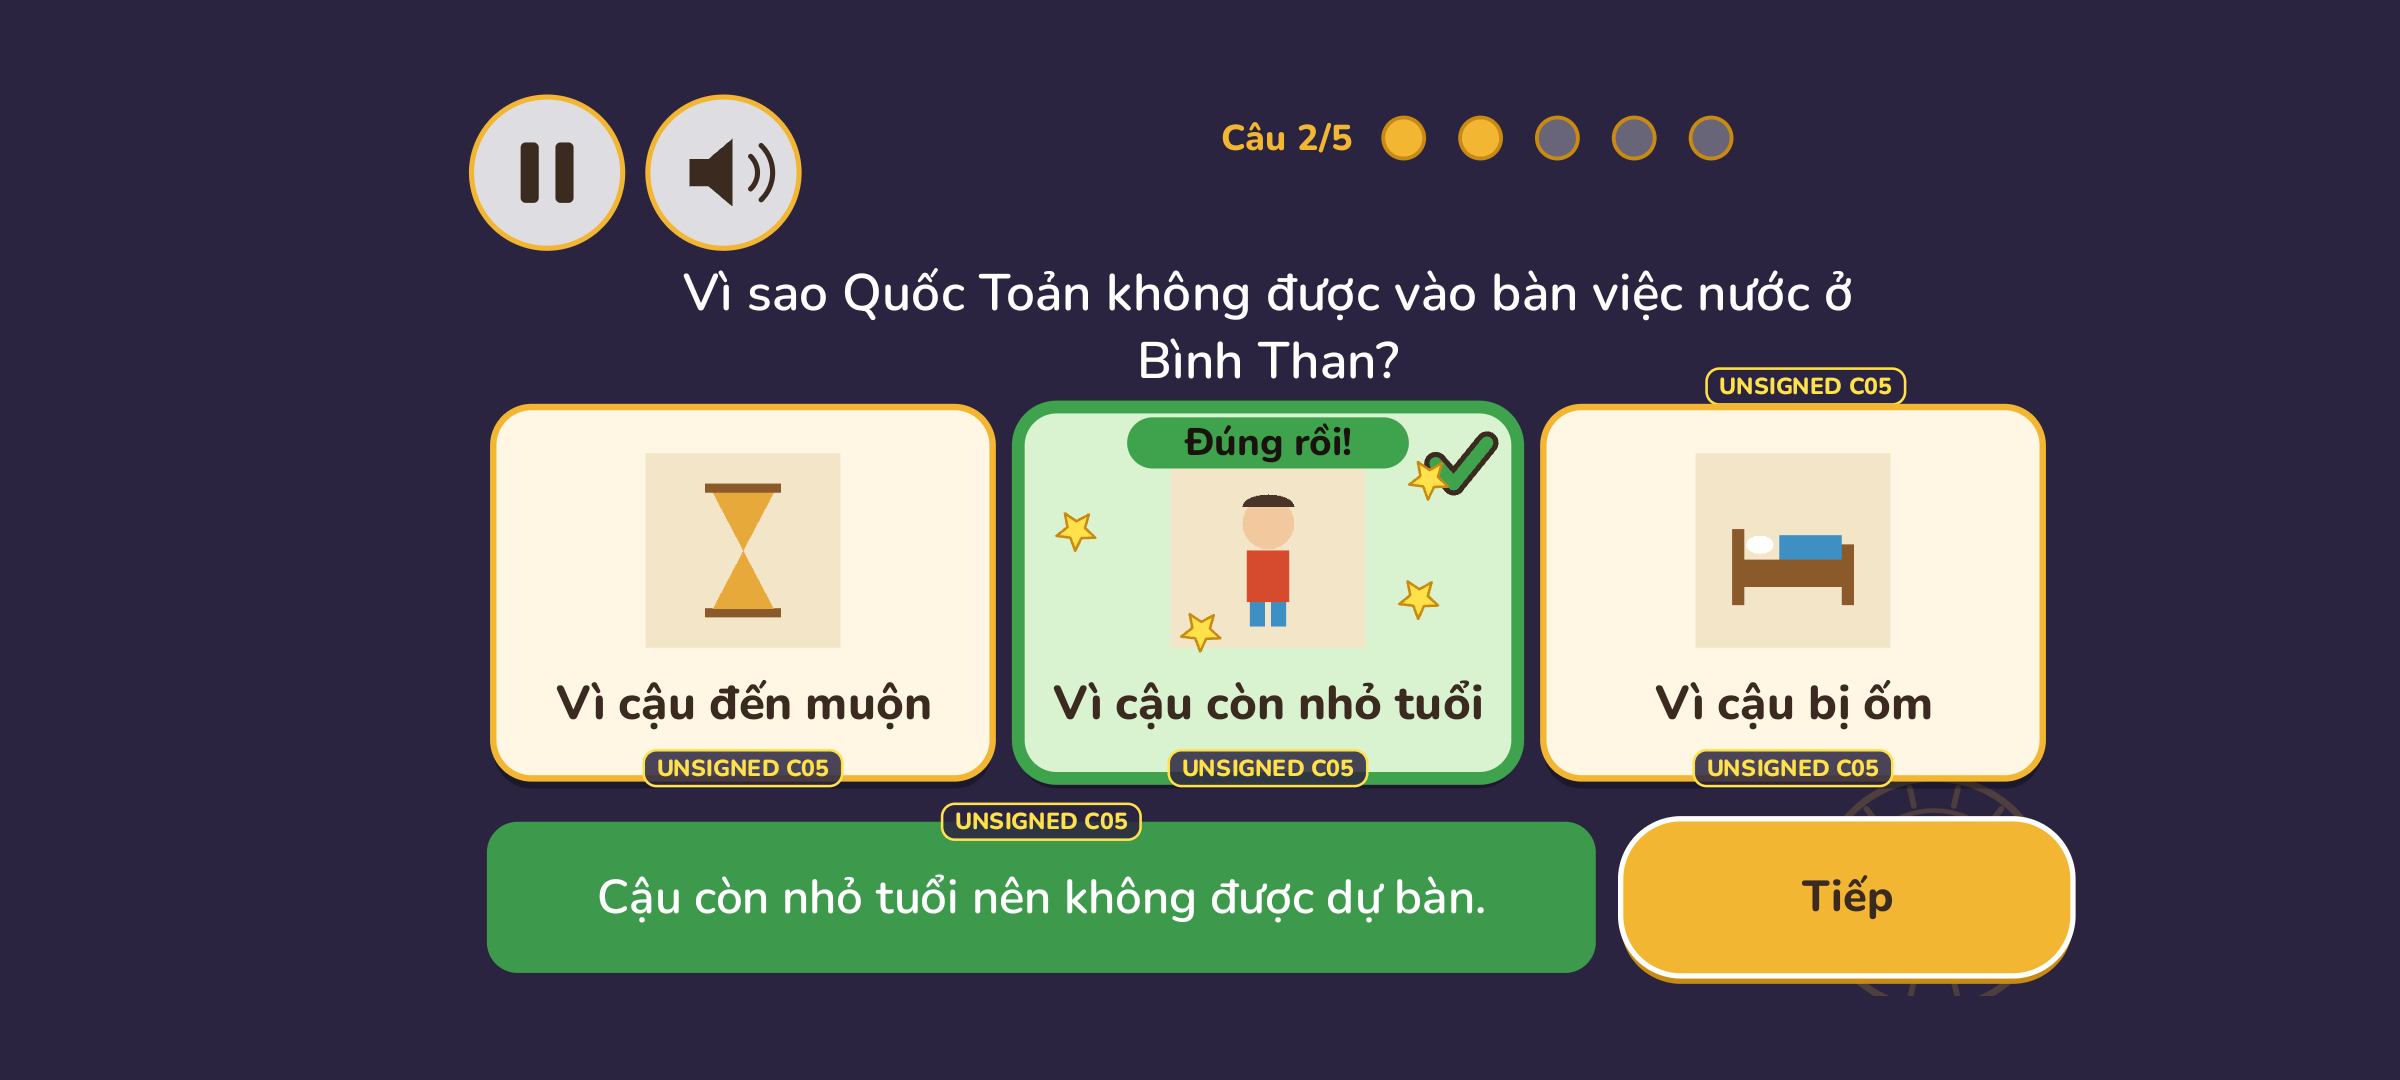 Câu 2/5
Vì sao Quốc Toản không được vào bàn việc nước ở
Bình Than?
UNSIGNED C05
Đúng rồi!
Vì cậu đến muộn
Vì cậu còn nhỏ tuổi
Vì cậu bị ốm
UNSIGNED C05
UNSIGNED C05
UNSIGNED C05
UNSIGNED C05
Cậu còn nhỏ tuổi nên không được dự bàn.
Tiếp